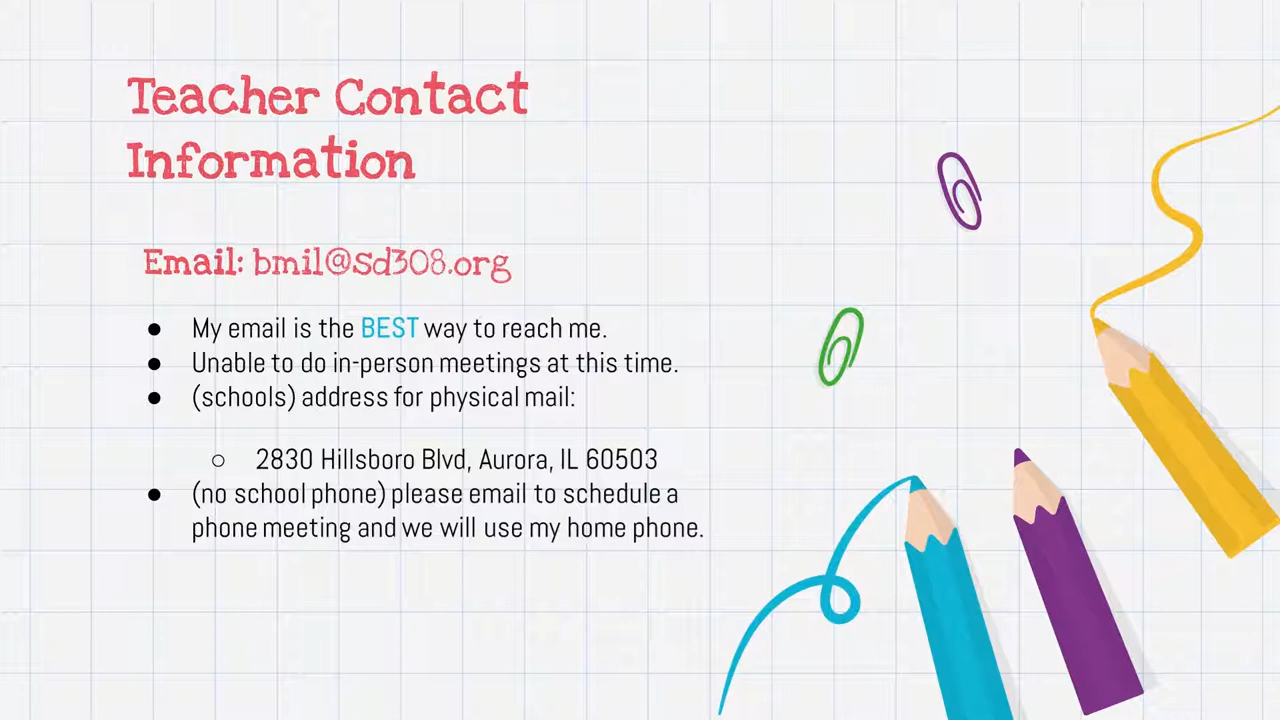 Teacher Contact
Information
Email: bmil@sd308.org
● My email is the BEST way to reach me.
● Unable to do in-person meetings at this time.
● (schools) address for physical mail:
○ 2830 Hillsboro Blvd, Aurora, IL 60503
● (no school phone) please email to schedule a
phone meeting and we will use my home phone.